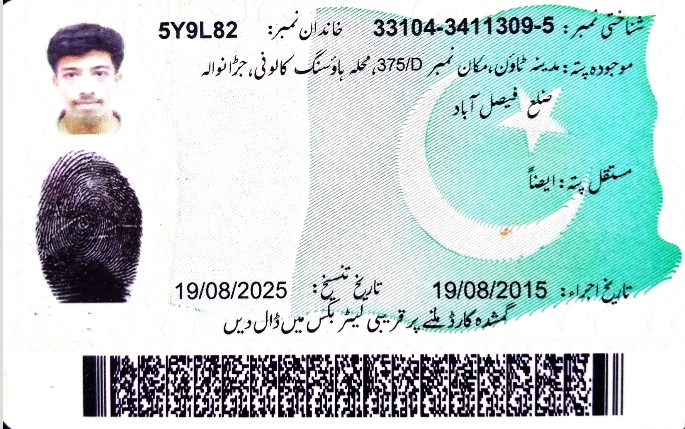 شناختی نمبر: 33104-3411309-5 خاندان نمبر: 5Y9L82
موجودہ پتہ: مدینہ ٹاؤن، مکان نمبر 375/D، محلہ ہاؤسنگ کالونی، جڑانوالہ
ضلع فیصل آباد
مستقل پتہ: ایضاً
تاریخ اجراء: 19/08/2015 تاریخ تنسیخ: 19/08/2025
گمشدہ کارڈ ملنے پر قریبی لیٹر بکس میں ڈال دیں